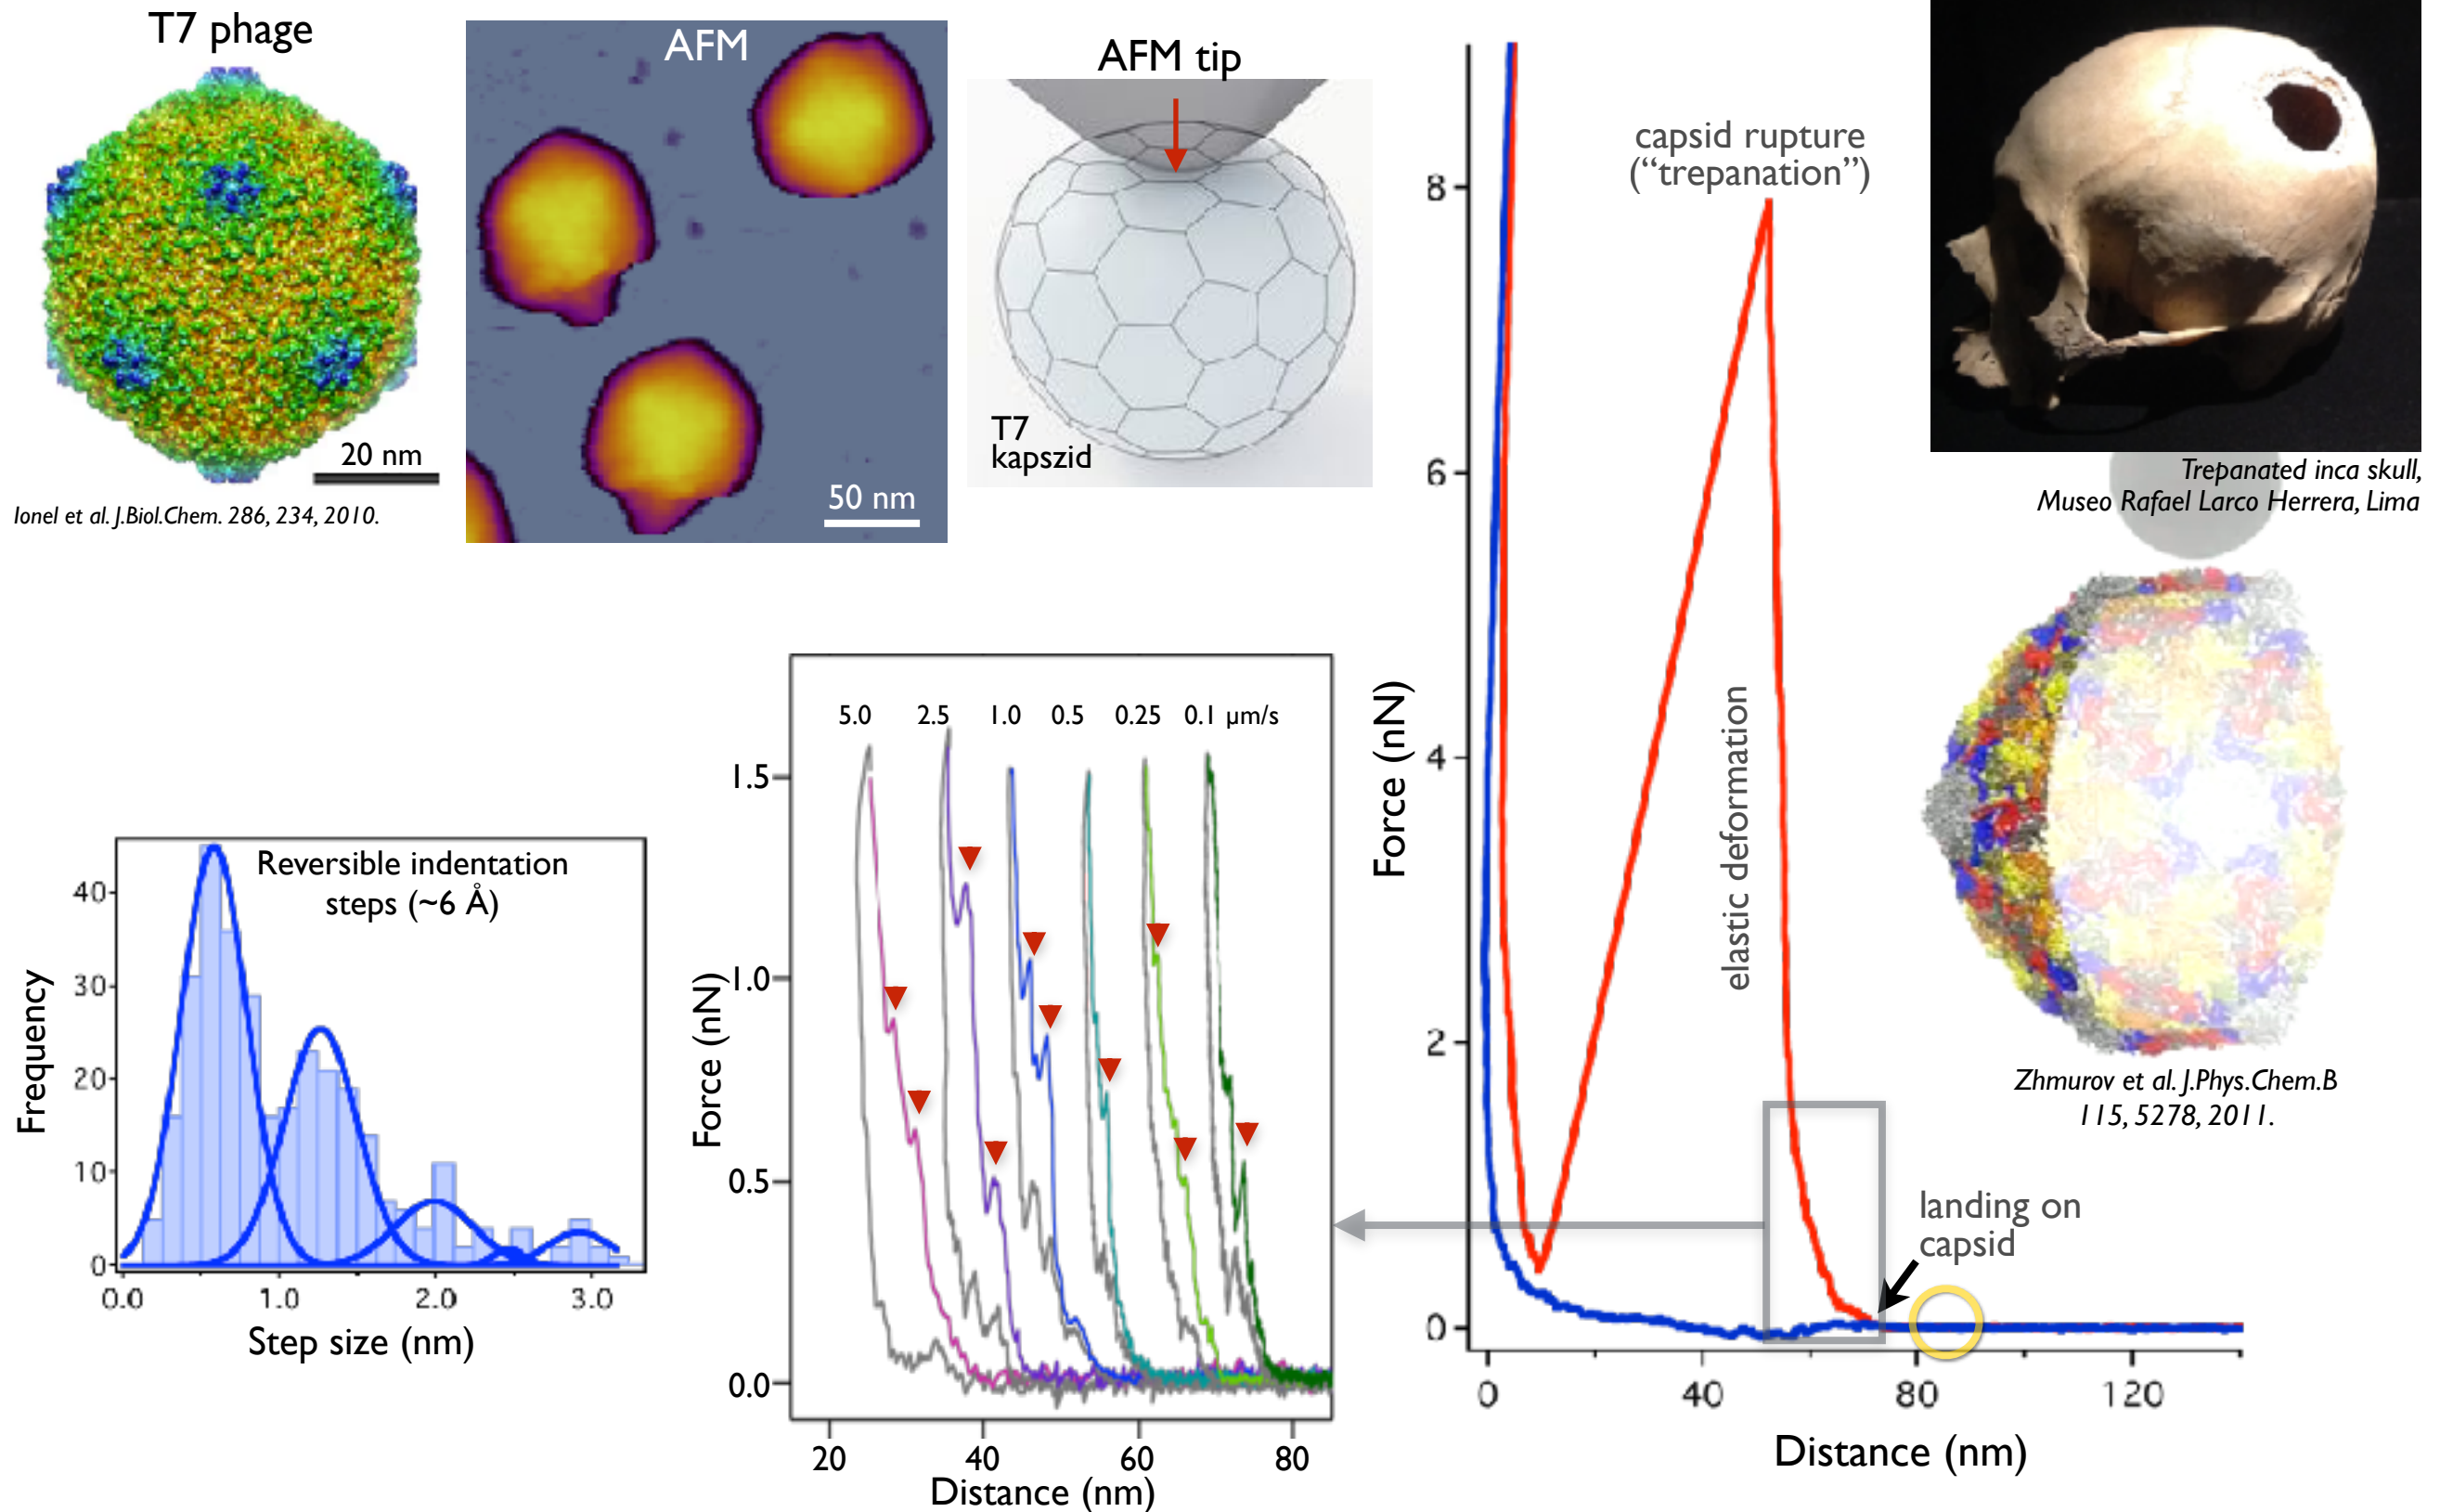 T7 phage
20 nm
Ionel et al. J.Biol.Chem. 286, 234, 2010.
AFM
50 nm
AFM tip
T7
kapszid
capsid rupture
(“trepanation”)
Trepanated inca skull,
Museo Rafael Larco Herrera, Lima
Reversible indentation
steps (~6 Å)
Frequency
40
30
20
10
0
0.0 1.0 2.0 3.0
Step size (nm)
5.0 2.5 1.0 0.5 0.25 0.1 µm/s
Force (nN)
1.5
1.0
0.5
0.0
20 40 60 80
Distance (nm)
Force (nN)
8
6
4
2
0
elastic deformation
landing on
capsid
0 40 80 120
Distance (nm)
Zhmurov et al. J.Phys.Chem.B
115, 5278, 2011.